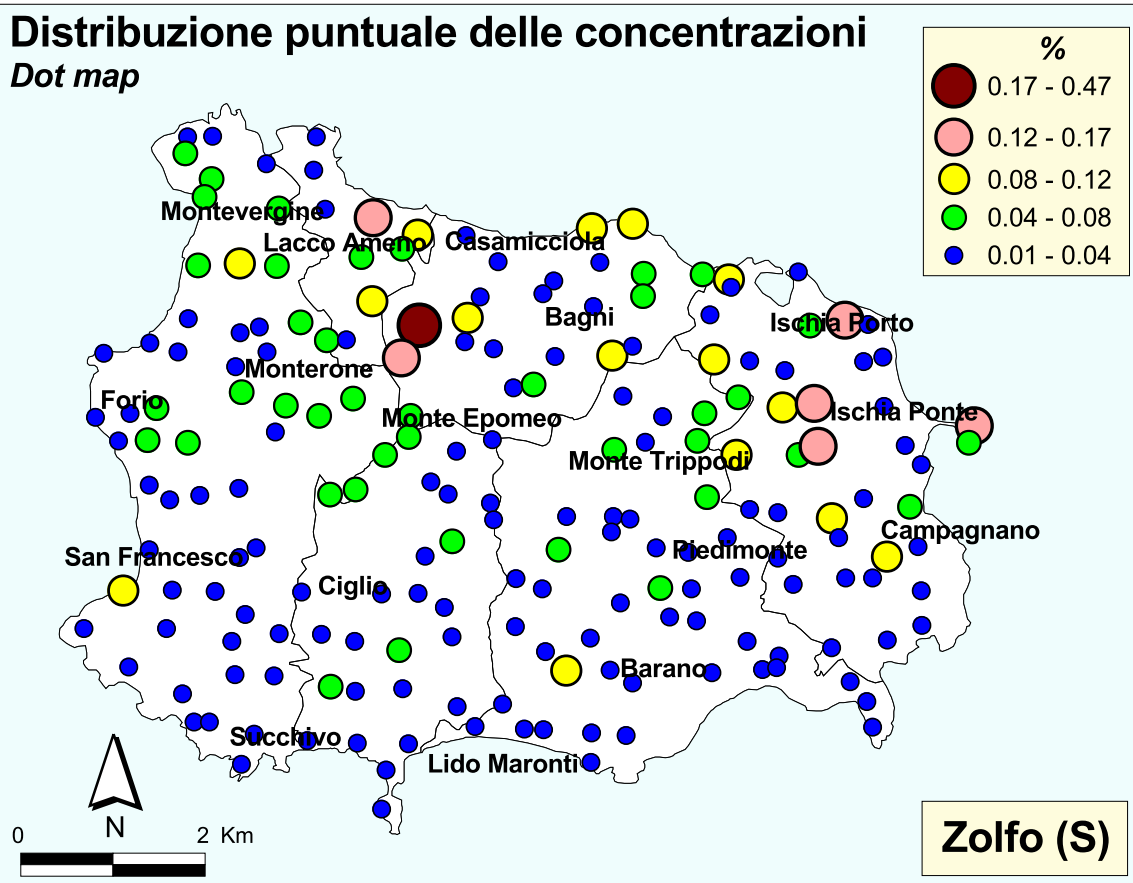 Distribuzione puntuale delle concentrazioni
Dot map
%
0.17 - 0.47
0.12 - 0.17
0.08 - 0.12
0.04 - 0.08
0.01 - 0.04
Montevergine
Lacco Ameno
Casamicciola
Bagni
Ischia Porto
Monterone
Forio
Monte Epomeo
Ischia Ponte
Monte Trippodi
Campagnano
San Francesco
Piedimonte
Ciglio
Barano
Succhivo
Lido Maronti
N
0 2 Km
Zolfo (S)